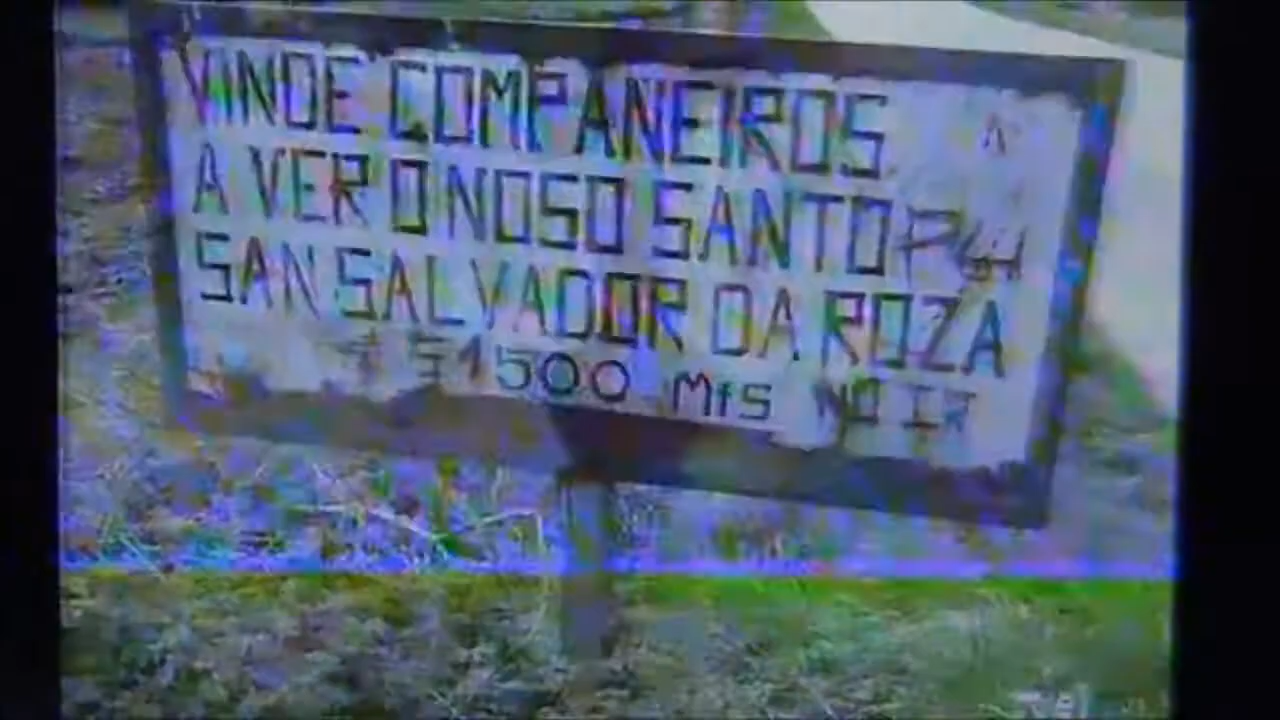 VINDE COMPANEIROS
A VER O NOSO SANTO
SAN SALVADOR DA ROZA
1500 MTS